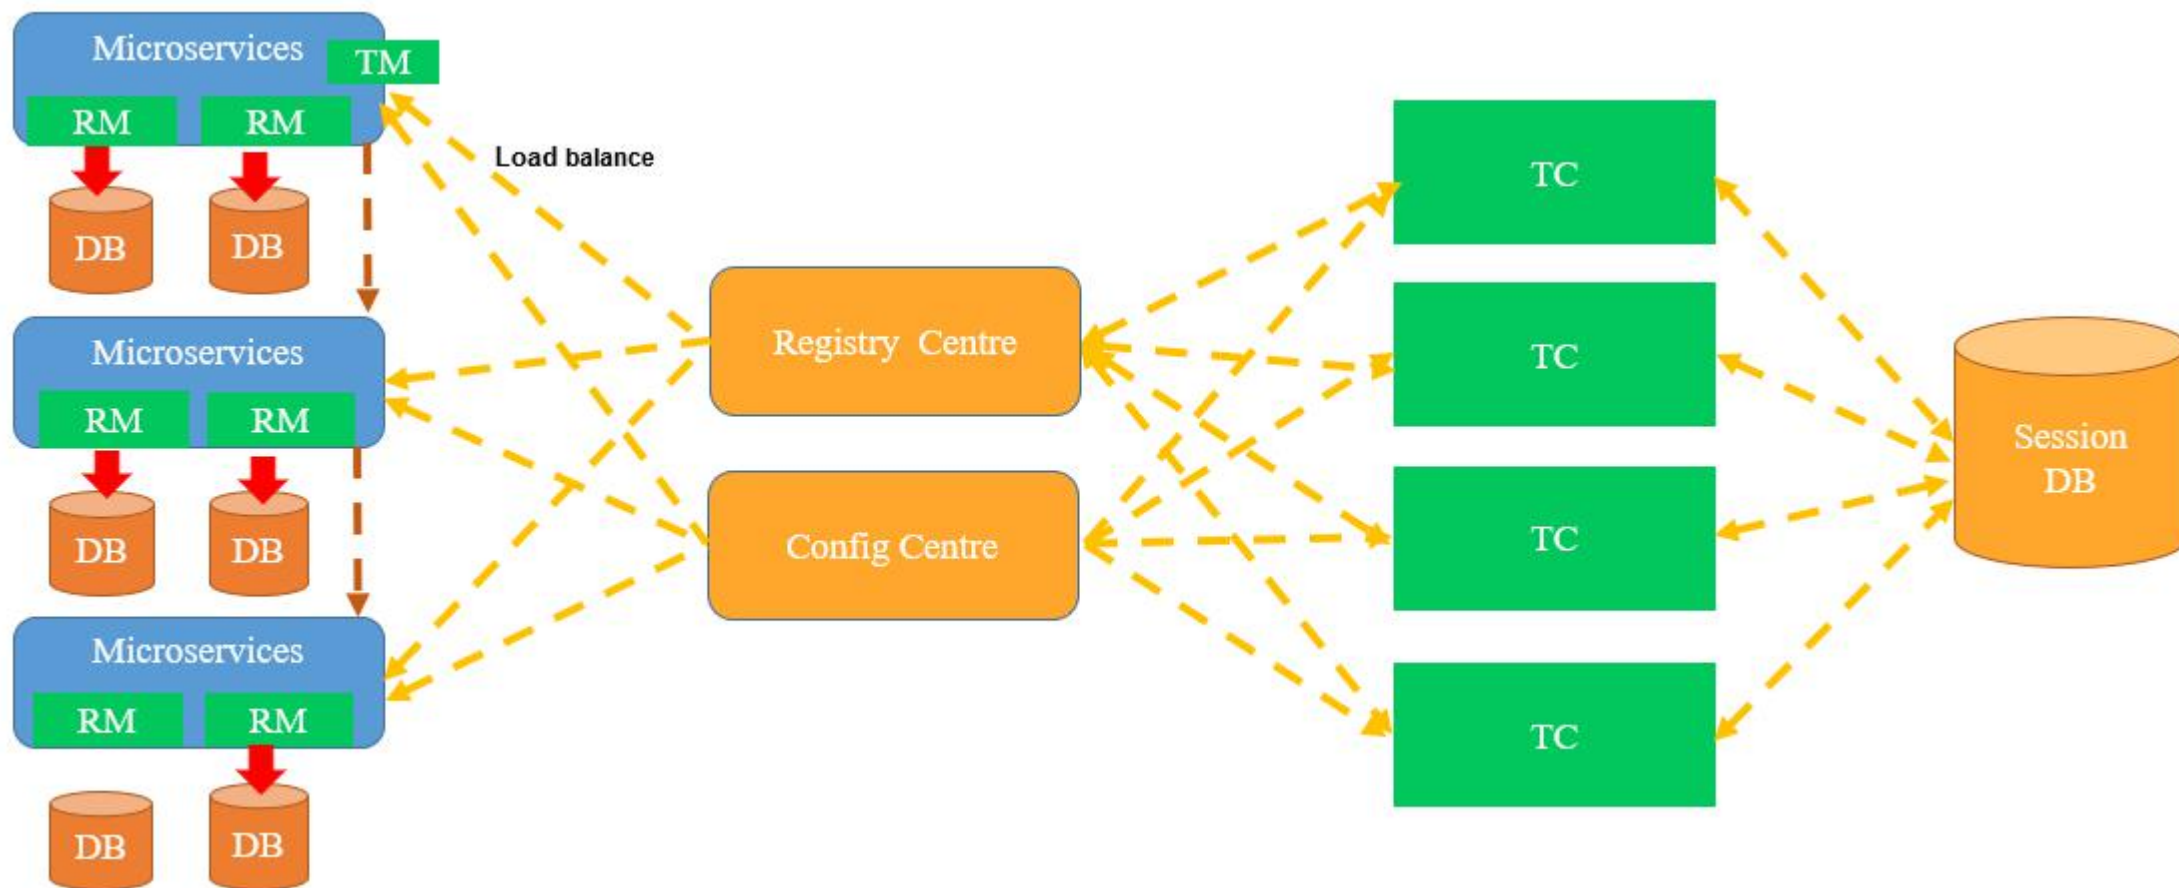 Microservices
TM
RM
RM
DB
DB
Load balance
Microservices
RM
RM
DB
DB
Microservices
RM
RM
DB
DB
Registry Centre
Config Centre
TC
TC
TC
TC
Session
DB